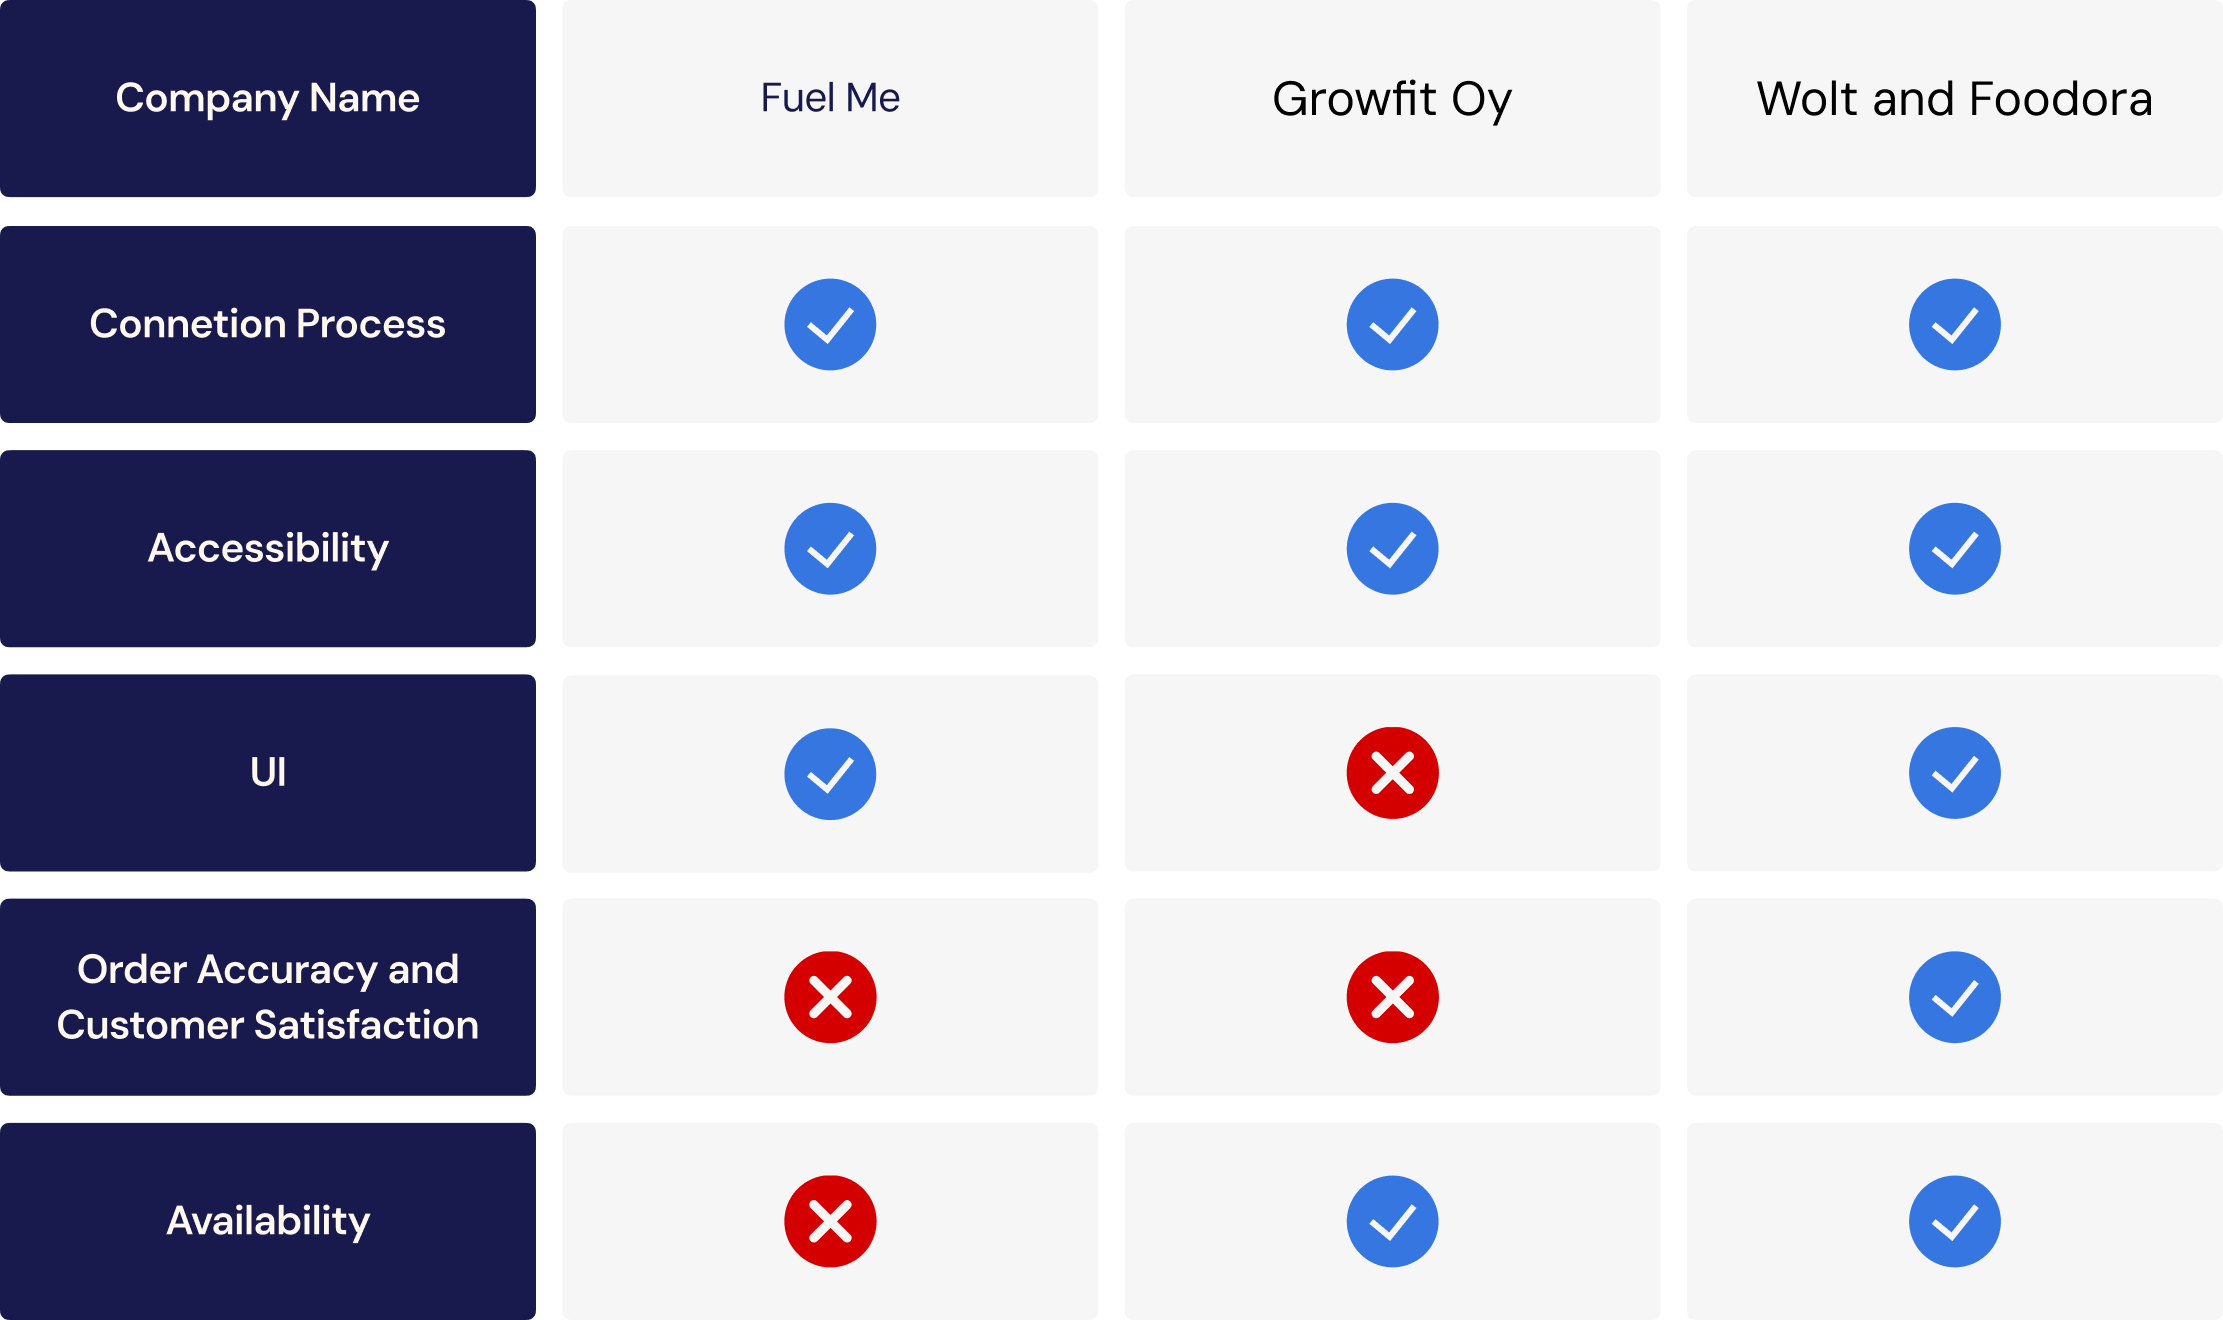 Company Name
Fuel Me
Growfit Oy
Wolt and Foodora
Connetion Process
Accessibility
UI
Order Accuracy and
Customer Satisfaction
Availability